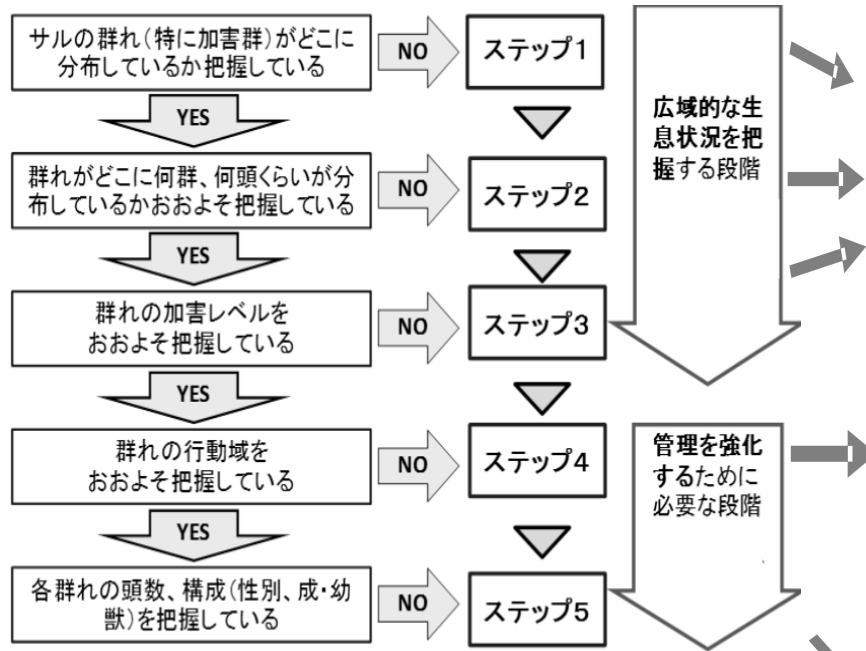 サルの群れ(特に加害群)がどこに
分布しているか把握している
NO
ステップ1
YES
群れがどこに何群、何頭くらいが分
布しているかおおよそ把握している
NO
ステップ2
YES
群れの加害レベルを
おおよそ把握している
NO
ステップ3
YES
群れの行動域を
おおよそ把握している
NO
ステップ4
YES
各群れの頭数、構成(性別、成・幼
獣)を把握している
NO
ステップ5
広域的な生
息状況を把
握する段階
管理を強化
するために
必要な段階